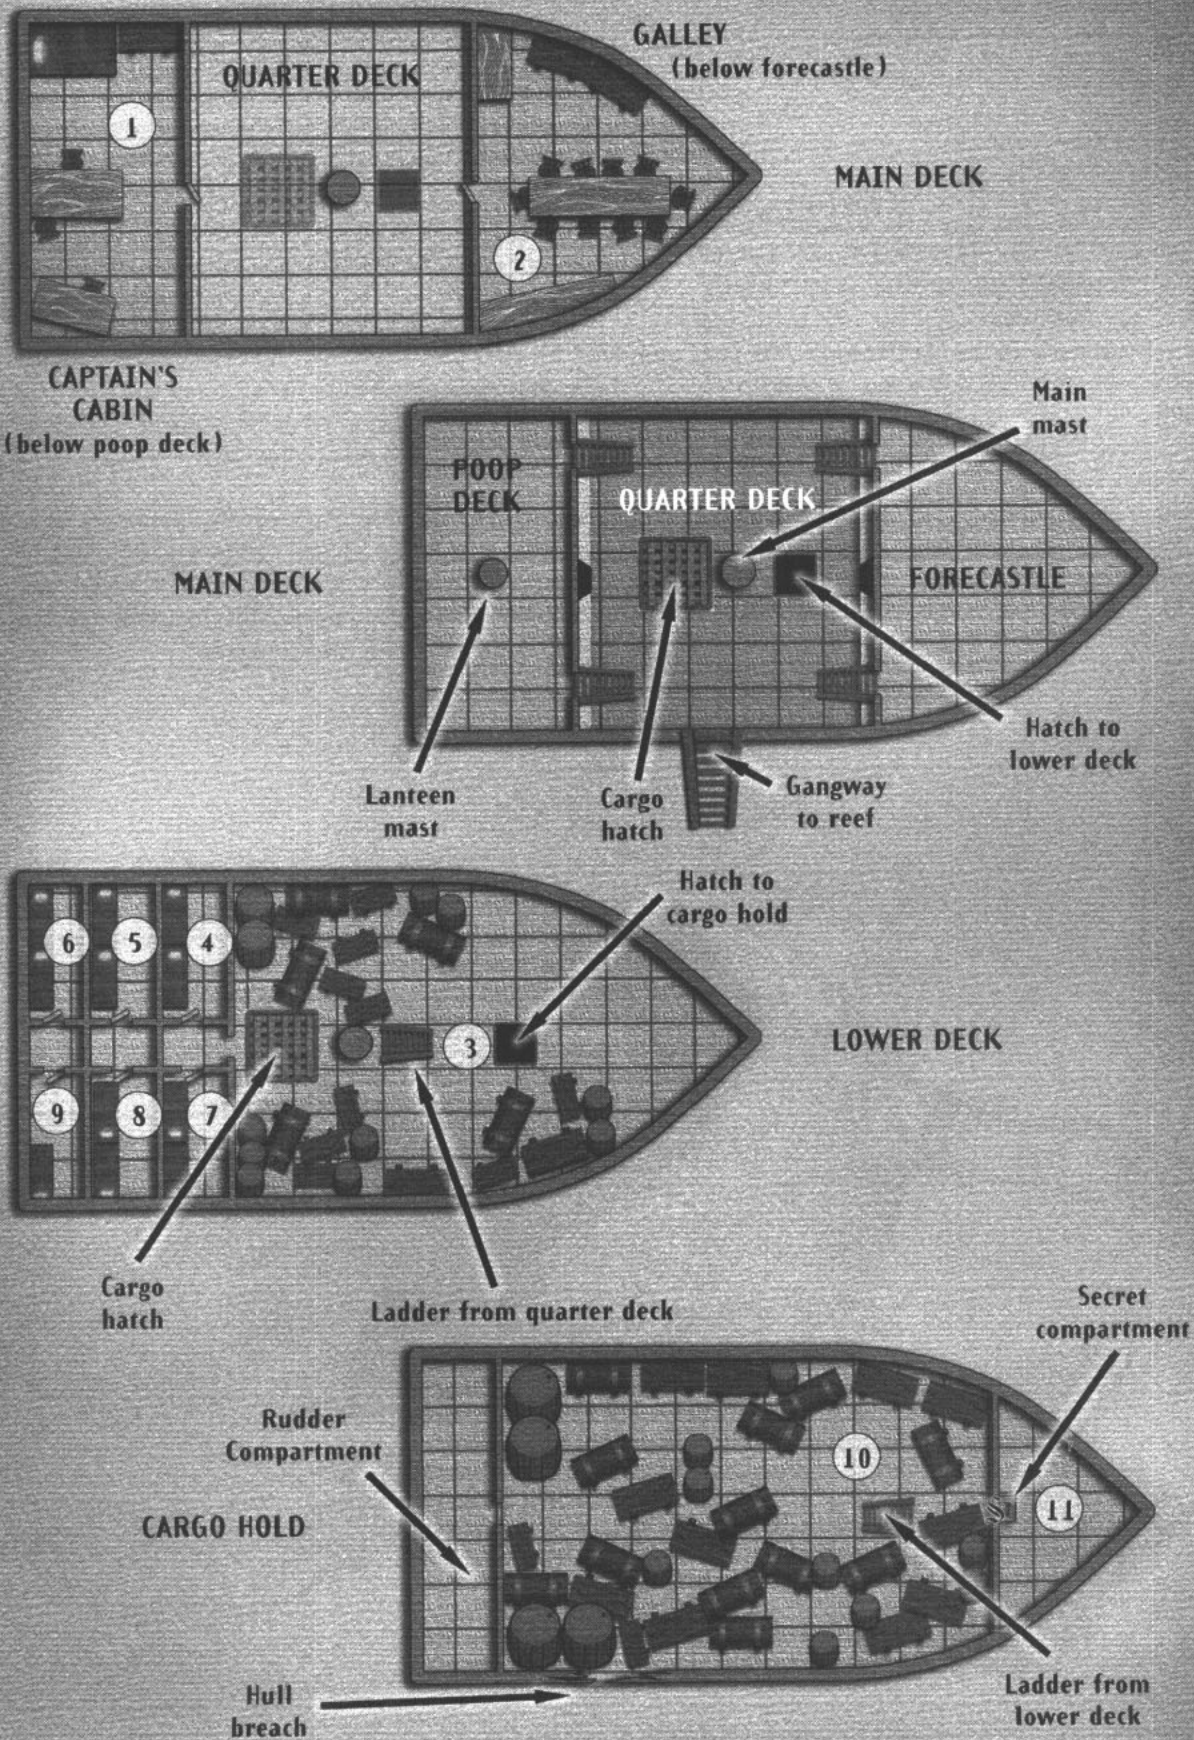 GALLEY
(below forecastle)
QUARTER DECK
1
MAIN DECK
2
CAPTAIN'S
CABIN
(below poop deck)
Main
mast
POOP
DECK
QUARTER DECK
MAIN DECK
FORECASTLE
Hatch to
lower deck
Lanteen
mast
Cargo
hatch
Gangway
to reef
Hatch to
cargo hold
6
5
4
3
LOWER DECK
9
8
7
Cargo
hatch
Ladder from quarter deck
Secret
compartment
Rudder
Compartment
10
11
CARGO HOLD
Hull
breach
Ladder from
lower deck